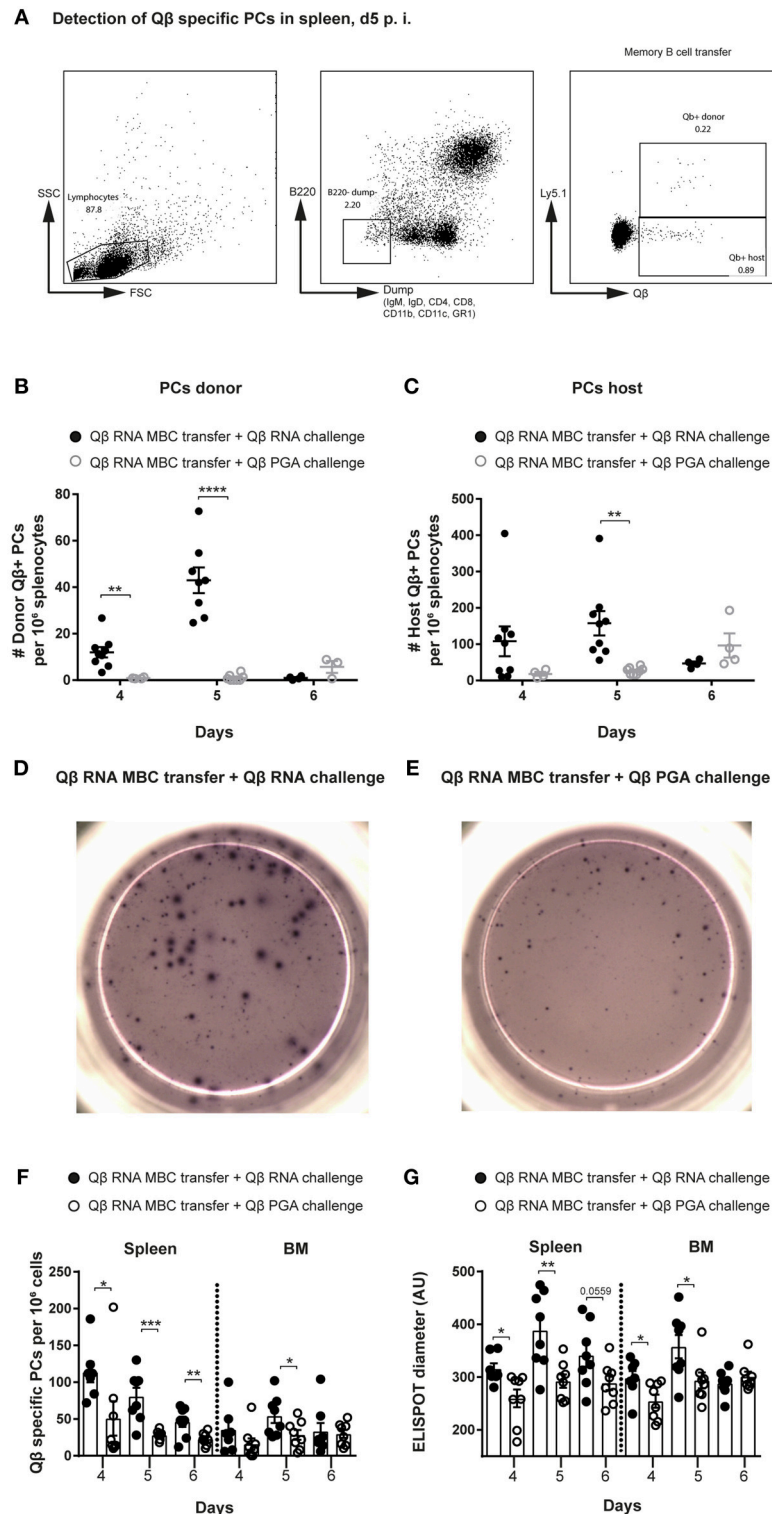 A Detection of Qβ specific PCs in spleen, d5 p. i.
Memory B cell transfer
SSC
Lymphocytes
87.8
FSC
B220
B220- dump-
2.20
Dump
(IgM, IgD, CD4, CD8,
CD11b, CD11c, GR1)
Ly5.1
Qb+ donor
0.22
Qb+ host
0.89
Qβ
B PCs donor
Qβ RNA MBC transfer + Qβ RNA challenge
Qβ RNA MBC transfer + Qβ PGA challenge
# Donor Qβ+ PCs
per 10⁶ splenocytes
80
60
40
20
0
**
****
4 5 6
Days
C PCs host
Qβ RNA MBC transfer + Qβ RNA challenge
Qβ RNA MBC transfer + Qβ PGA challenge
# Host Qβ+ PCs
per 10⁶ splenocytes
500
400
300
200
100
0
**
4 5 6
Days
D Qβ RNA MBC transfer + Qβ RNA challenge
E Qβ RNA MBC transfer + Qβ PGA challenge
F Qβ RNA MBC transfer + Qβ RNA challenge
Qβ RNA MBC transfer + Qβ PGA challenge
Spleen BM
Qβ specific PCs per 10⁶ cells
250
200
150
100
50
0
*
***
**
*
4 5 6 4 5 6
Days
G Qβ RNA MBC transfer + Qβ RNA challenge
Qβ RNA MBC transfer + Qβ PGA challenge
Spleen BM
ELISPOT diameter (AU)
500
400
300
200
*
**
0.0559
*
*
4 5 6 4 5 6
Days